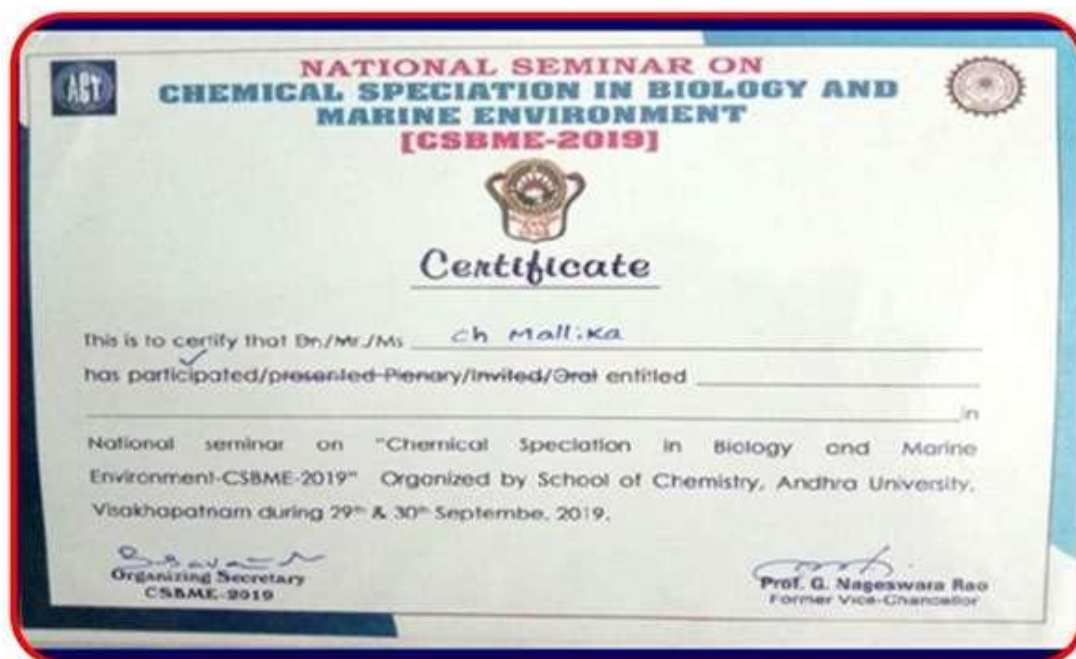 ACT
NATIONAL SEMINAR ON
CHEMICAL SPECIATION IN BIOLOGY AND
MARINE ENVIRONMENT
[CSBME-2019]
Certificate
This is to certify that Dr./Mr./Ms Ch Mallika
has participated/presented Plenary/Invited/Oral entitled
in
National seminar on "Chemical Speciation in Biology and Marine
Environment-CSBME-2019" Organized by School of Chemistry, Andhra University,
Visakhapatnam during 29th & 30th Septembe, 2019.
Organizing Secretary
CSBME-2019
Prof. G. Nageswara Rao
Former Vice-Chancellor